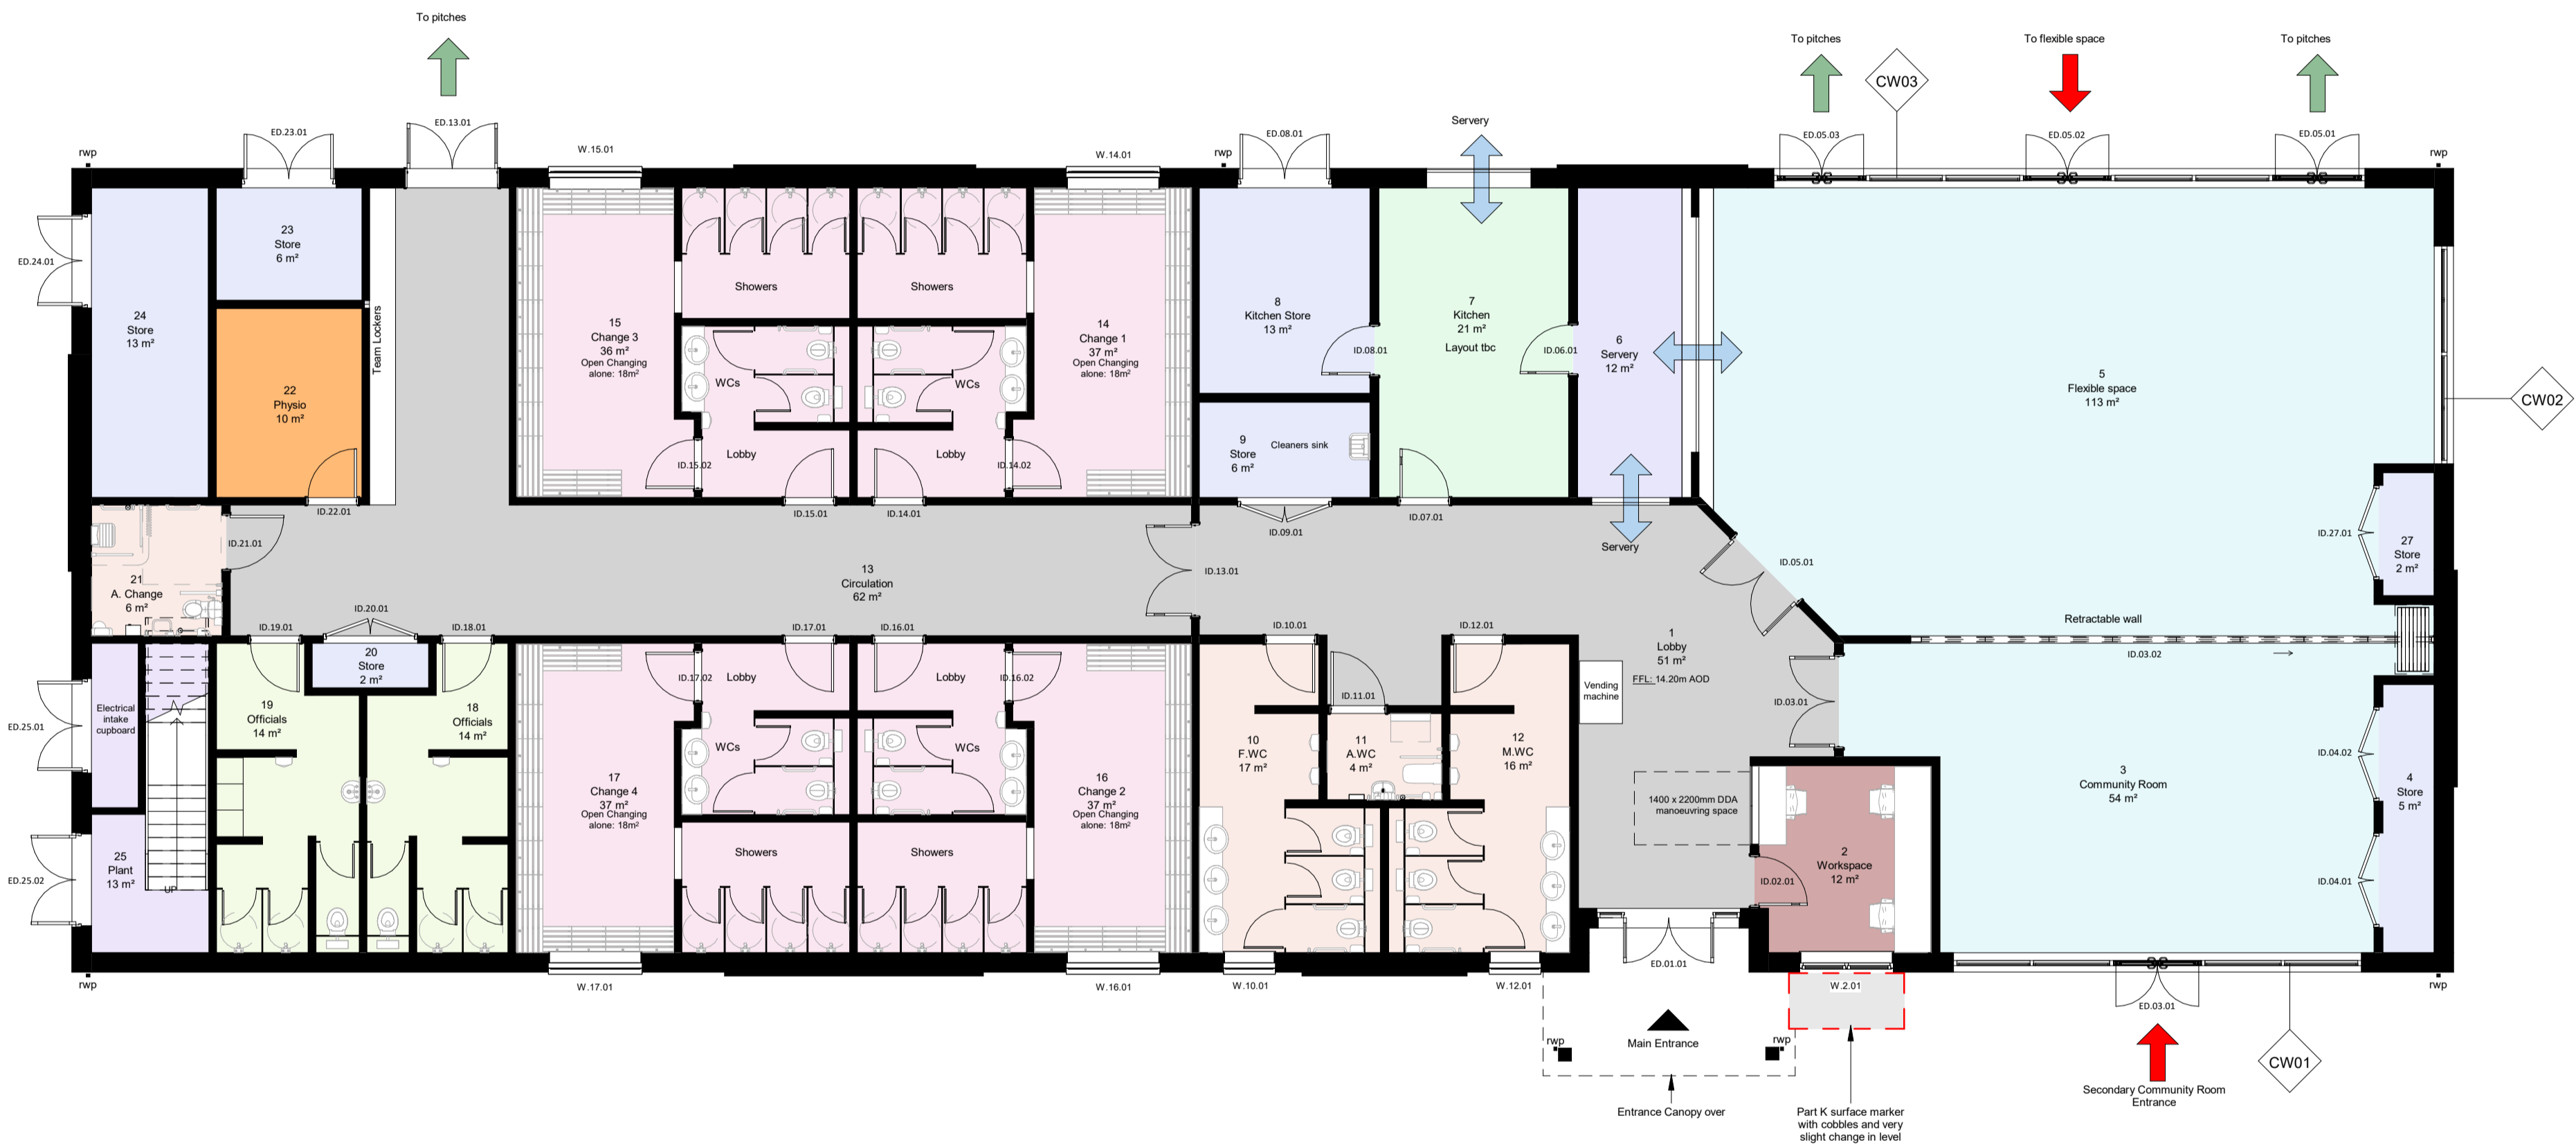 To pitches
To pitches
To flexible space
To pitches
CW03
ED.23.01
ED.13.01
W.15.01
W.14.01
ED.08.01
Servery
ED.05.03
ED.05.02
ED.05.01
rwp
rwp
rwp
ED.24.01
23
Store
6 m²
24
Store
13 m²
22
Physio
10 m²
Team Lockers
15
Change 3
36 m²
Open Changing
alone: 18m²
Showers
WCs
Lobby
Showers
WCs
Lobby
14
Change 1
37 m²
Open Changing
alone: 18m²
8
Kitchen Store
13 m²
ID.08.01
7
Kitchen
21 m²
Layout tbc
ID.06.01
6
Servery
12 m²
5
Flexible space
113 m²
CW02
9
Store
6 m²
Cleaners sink
ID.15.02
ID.14.02
ID.22.01
ID.15.01
ID.14.01
ID.09.01
ID.07.01
Servery
ID.27.01
27
Store
2 m²
ID.21.01
21
A. Change
6 m²
13
Circulation
62 m²
ID.13.01
ID.05.01
ID.20.01
ID.19.01
ID.18.01
ID.17.01
ID.16.01
ID.10.01
ID.12.01
Retractable wall
ID.03.02
1
Lobby
51 m²
FFL: 14.20m AOD
Vending
machine
20
Store
2 m²
ID.17.02
Lobby
Lobby
ID.16.02
ID.11.01
ID.03.01
Electrical
intake
cupboard
ED.25.01
19
Officials
14 m²
18
Officials
14 m²
WCs
WCs
10
F.WC
17 m²
11
A.WC
4 m²
12
M.WC
16 m²
17
Change 4
37 m²
Open Changing
alone: 18m²
16
Change 2
37 m²
Open Changing
alone: 18m²
1400 x 2200mm DDA
manoeuvring space
3
Community Room
54 m²
ID.04.02
4
Store
5 m²
Showers
Showers
2
Workspace
12 m²
ID.02.01
ID.04.01
25
Plant
13 m²
UP
ED.25.02
rwp
W.17.01
W.16.01
W.10.01
W.12.01
ED.01.01
W.2.01
ED.03.01
rwp
rwp
Main Entrance
rwp
CW01
Secondary Community Room
Entrance
Entrance Canopy over
Part K surface marker
with cobbles and very
slight change in level